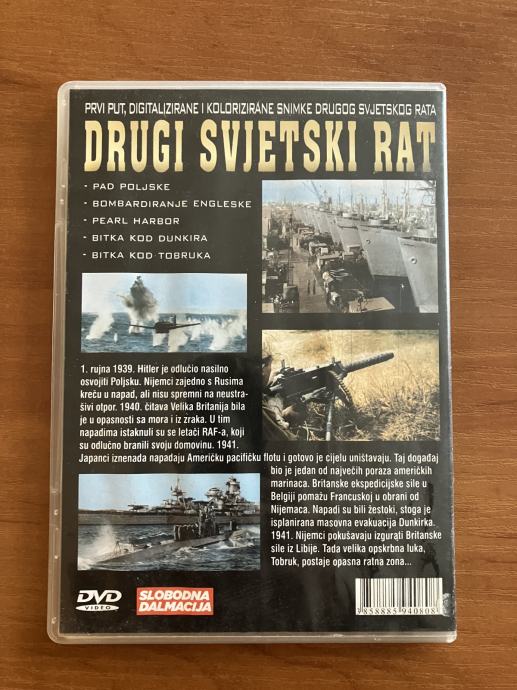 PRVI PUT, DIGITALIZIRANE I KOLORIZIRANE SNIMKE DRUGOG SVJETSKOG RATA
DRUGI SVJETSKI RAT
- PAD POLJSKE
- BOMBARDIRANJE ENGLESKE
- PEARL HARBOR
- BITKA KOD DUNKIRA
- BITKA KOD TOBRUKA
1. rujna 1939. Hitler je odlučio nasilno
osvojiti Poljsku. Nijemci zajedno s Rusima
kreću u napad, ali nisu spremni na neustra-
šivi otpor. 1940. čitava Velika Britanija bila
je u opasnosti sa mora i iz zraka. U tim
napadima istaknuli su se letači RAF-a, koji
su odlučno branili svoju domovinu. 1941.
Japanci iznenada napadaju Američku pacifičku flotu i gotovo je cijelu uništavaju. Taj događaj
bio je jedan od najvećih poraza američkih
marinaca. Britanske ekspedicijske sile u
Belgiji pomažu Francuskoj u obrani od
Nijemaca. Napadi su bili žestoki, stoga je
isplanirana masovna evakuacija Dunkirka.
1941. Nijemci pokušavaju izgurati Britanske
sile iz Libije. Tada velika opskrbna luka,
Tobruk, postaje opasna ratna zona...
DVD
VIDEO
SLOBODNA
DALMACIJA
3 858885 940808